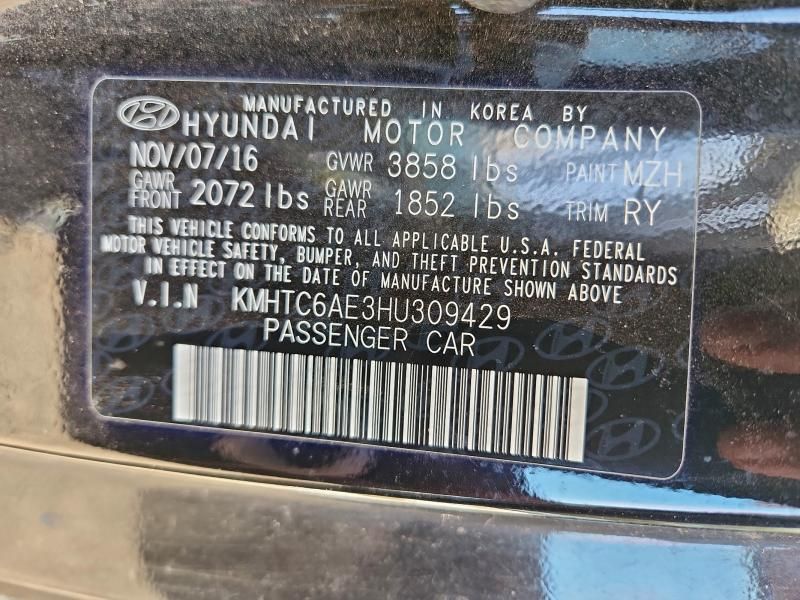 MANUFACTURED IN KOREA BY
HYUNDAI MOTOR COMPANY
NOV/07/16 GVWR 3858 lbs PAINT MZH
GAWR FRONT 2072 lbs GAWR REAR 1852 lbs TRIM RY
THIS VEHICLE CONFORMS TO ALL APPLICABLE U.S.A. FEDERAL
MOTOR VEHICLE SAFETY, BUMPER, AND THEFT PREVENTION STANDARDS
IN EFFECT ON THE DATE OF MANUFACTURE SHOWN ABOVE
V.I.N KMHTC6AE3HU309429
PASSENGER CAR